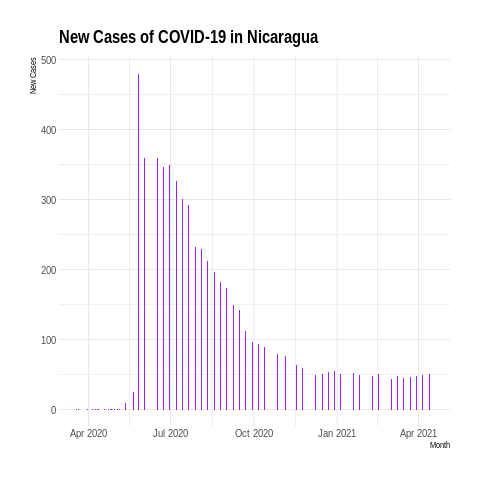 New Cases of COVID-19 in Nicaragua
New Cases
500
400
300
200
100
0
Apr 2020
Jul 2020
Oct 2020
Jan 2021
Apr 2021
Month